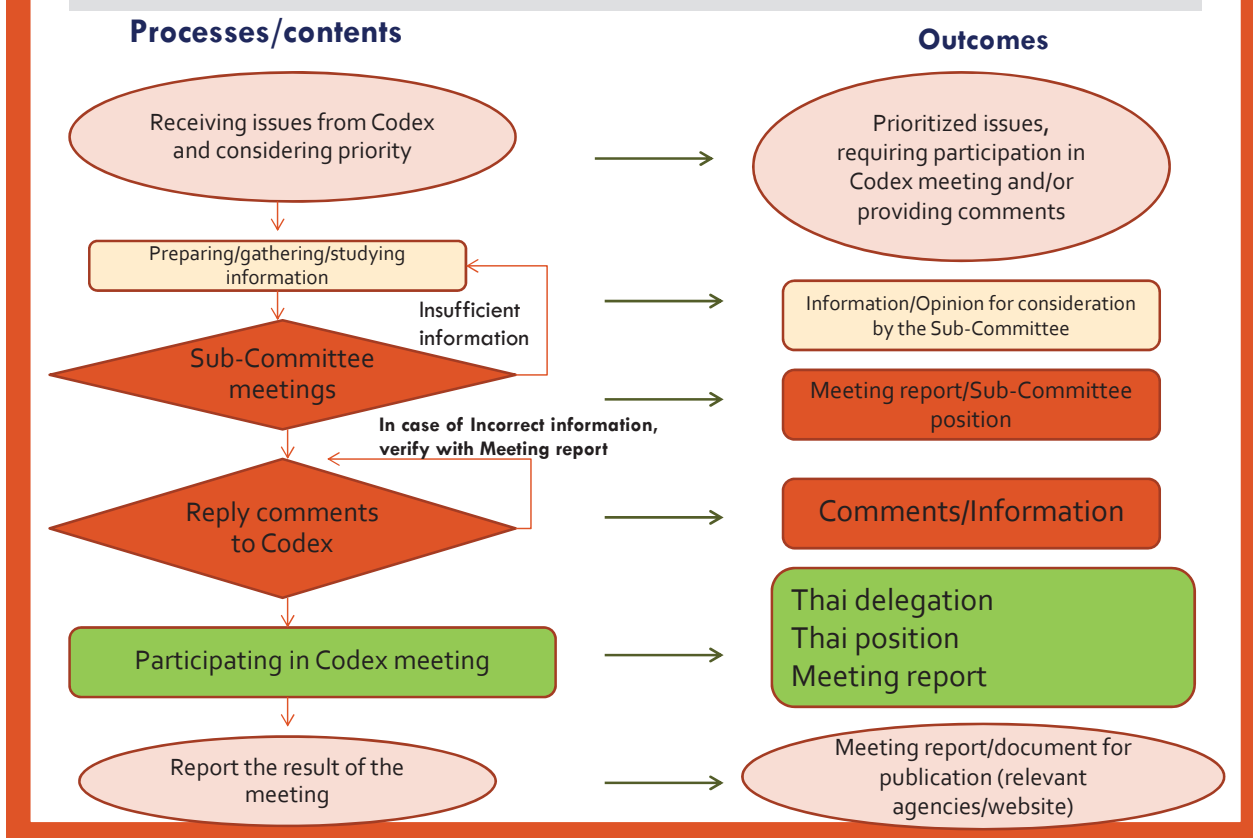 Processes/contents
Outcomes
Receiving issues from Codex
and considering priority
Prioritized issues,
requiring participation in
Codex meeting and/or
providing comments
Preparing/gathering/studying
information
Insufficient
information
Information/Opinion for consideration
by the Sub-Committee
Sub-Committee
meetings
Meeting report/Sub-Committee
position
In case of Incorrect information,
verify with Meeting report
Reply comments
to Codex
Comments/Information
Participating in Codex meeting
Thai delegation
Thai position
Meeting report
Report the result of the
meeting
Meeting report/document for
publication (relevant
agencies/website)